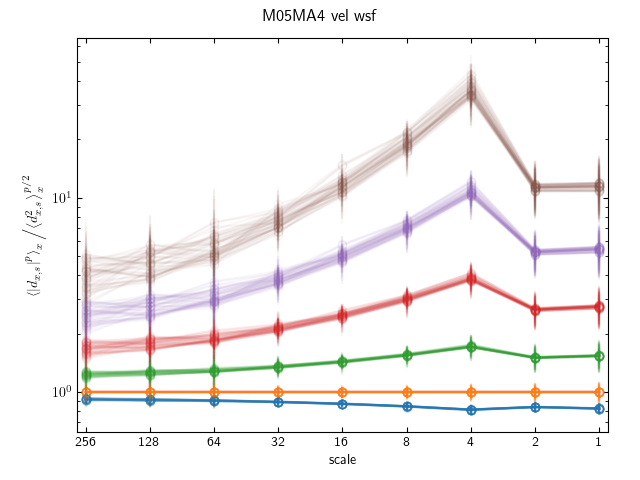 M05MA4 vel wsf
⟨|d_{x,s}|^p⟩_x / ⟨d_{x,s}^2⟩_x^{p/2}
10^1
10^0
256 128 64 32 16 8 4 2 1
scale